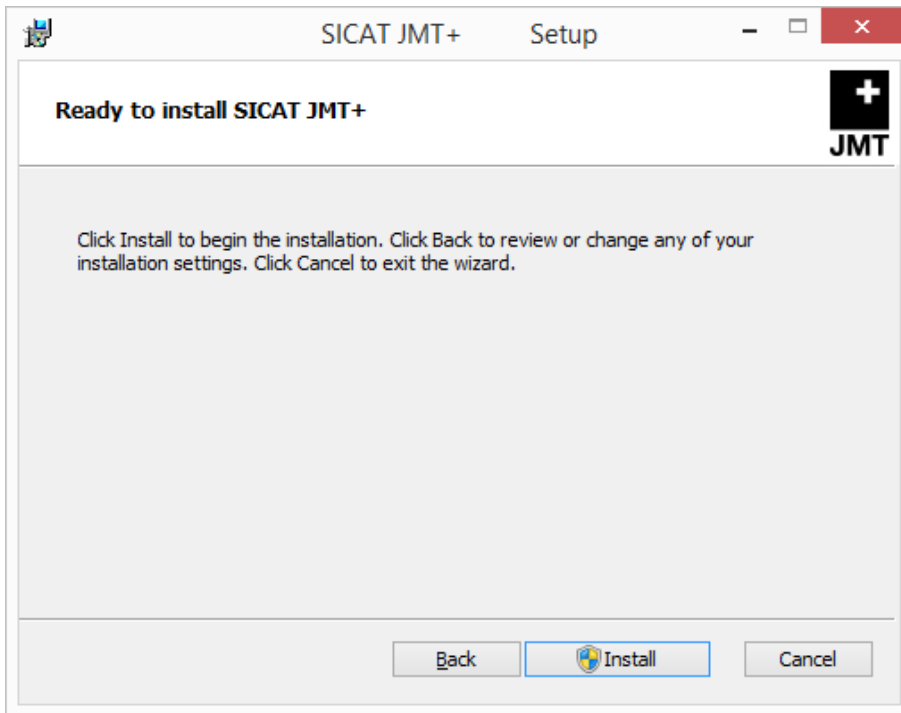 SICAT JMT+ Setup
Ready to install SICAT JMT+
JMT
Click Install to begin the installation. Click Back to review or change any of your
installation settings. Click Cancel to exit the wizard.
Back Install Cancel